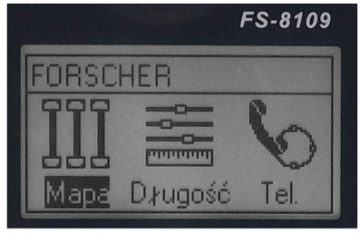 FS-8109
FORSCHER
Mapa Długość Tel.